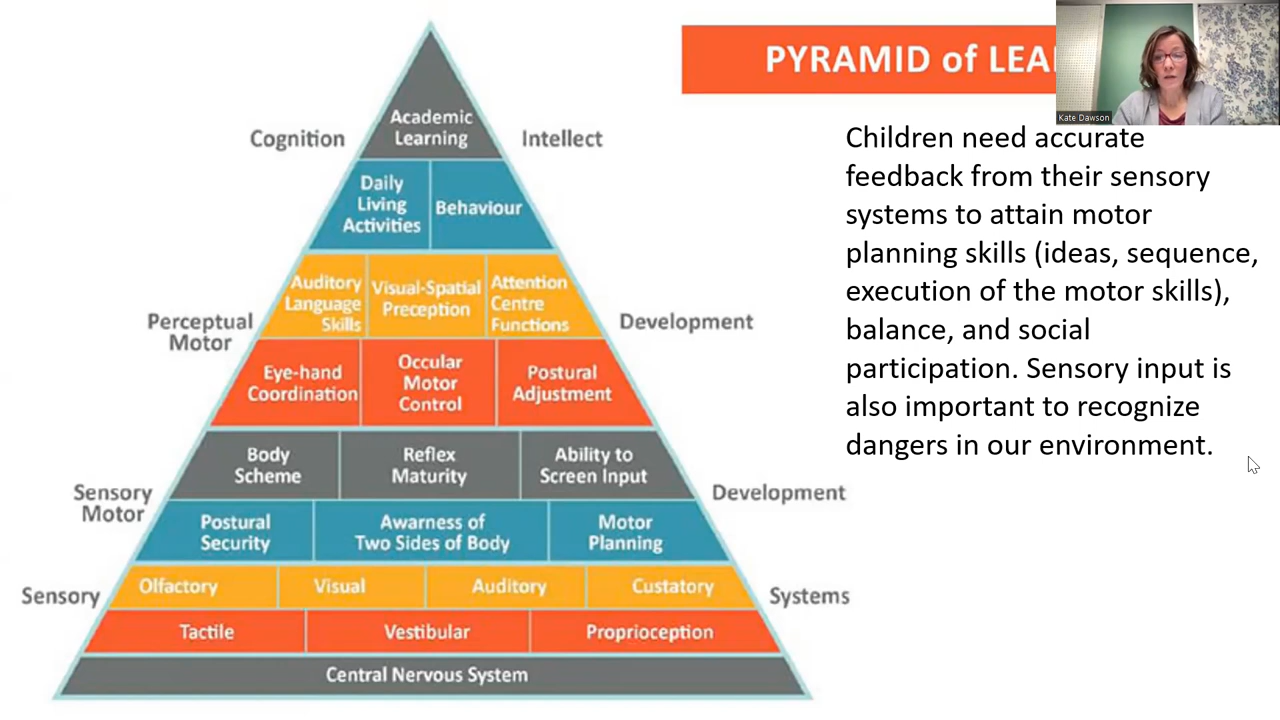 PYRAMID of LEA
Kate Dawson
Children need accurate
feedback from their sensory
systems to attain motor
planning skills (ideas, sequence,
execution of the motor skills),
balance, and social
participation. Sensory input is
also important to recognize
dangers in our environment.
Academic
Learning
Cognition
Intellect
Daily
Living
Activities
Behaviour
Auditory
Language
Skills
Visual-Spatial
Preception
Attention
Centre
Functions
Perceptual
Motor
Development
Eye-hand
Coordination
Occular
Motor
Control
Postural
Adjustment
Body
Scheme
Reflex
Maturity
Ability to
Screen Input
Sensory
Motor
Development
Postural
Security
Awarness of
Two Sides of Body
Motor
Planning
Sensory
Olfactory
Visual
Auditory
Custatory
Systems
Tactile
Vestibular
Proprioception
Central Nervous System